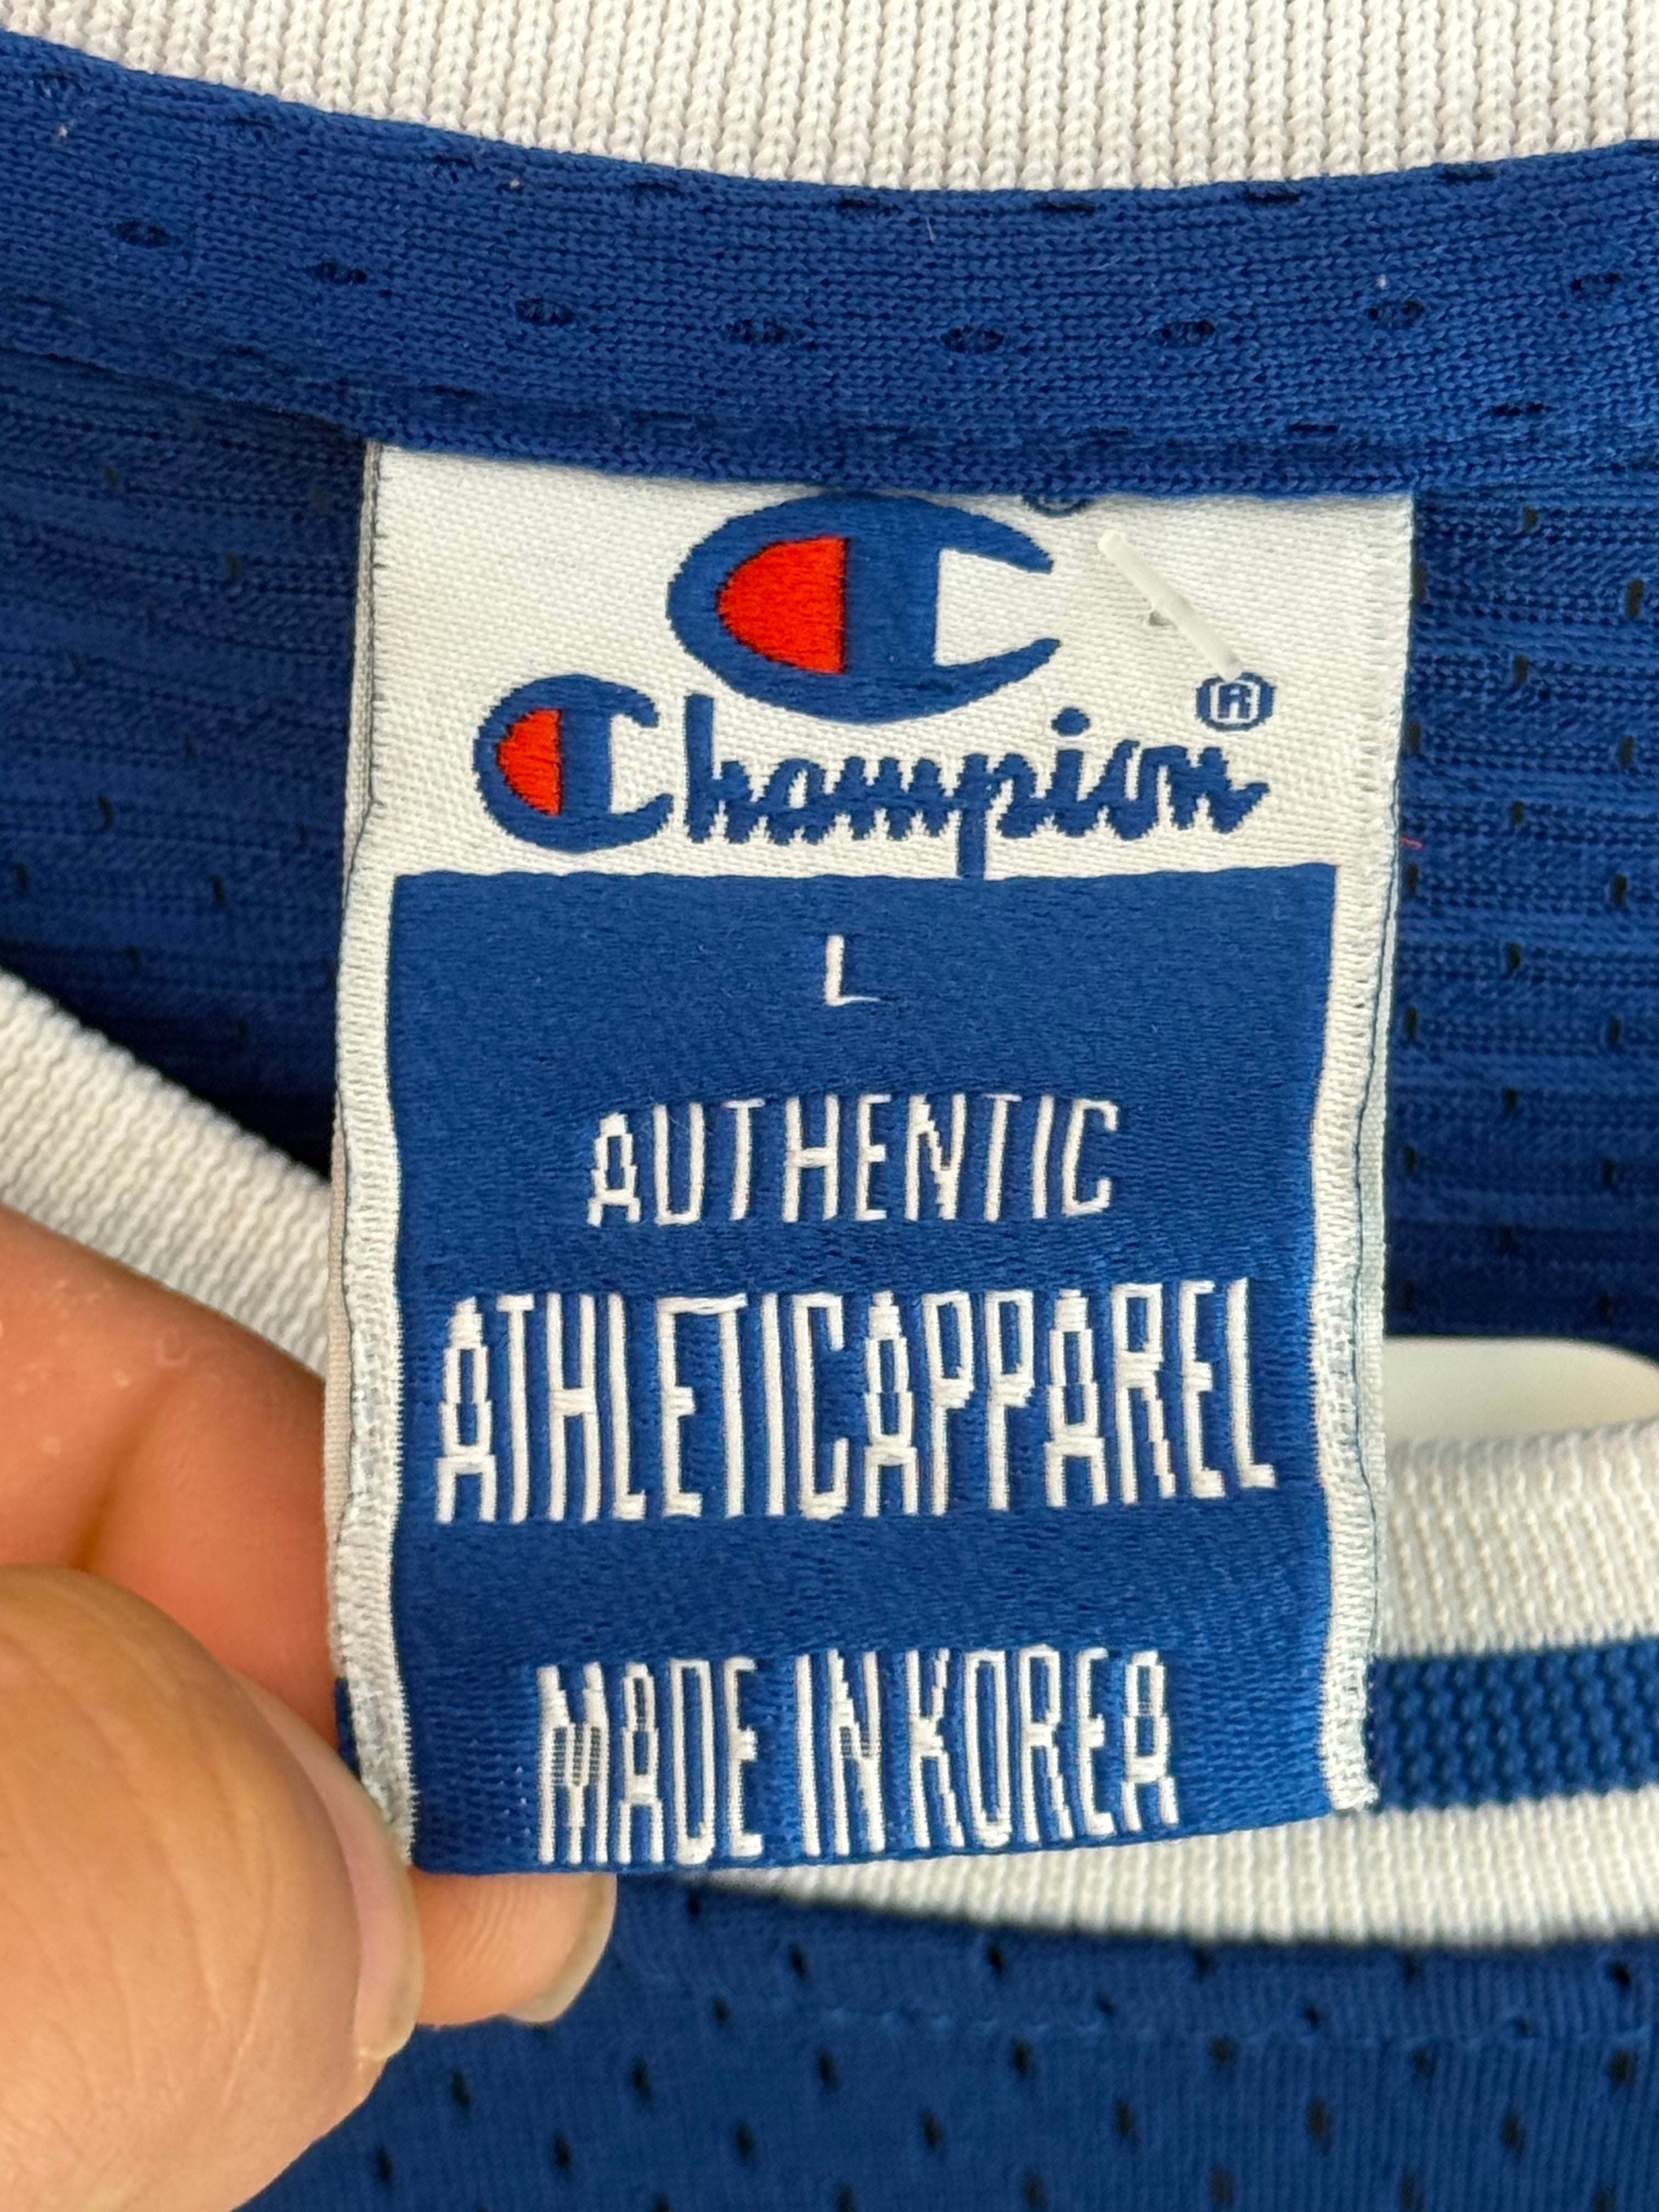 Champion®
L
AUTHENTIC
ATHLETICAPPAREL
MADE IN KOREA